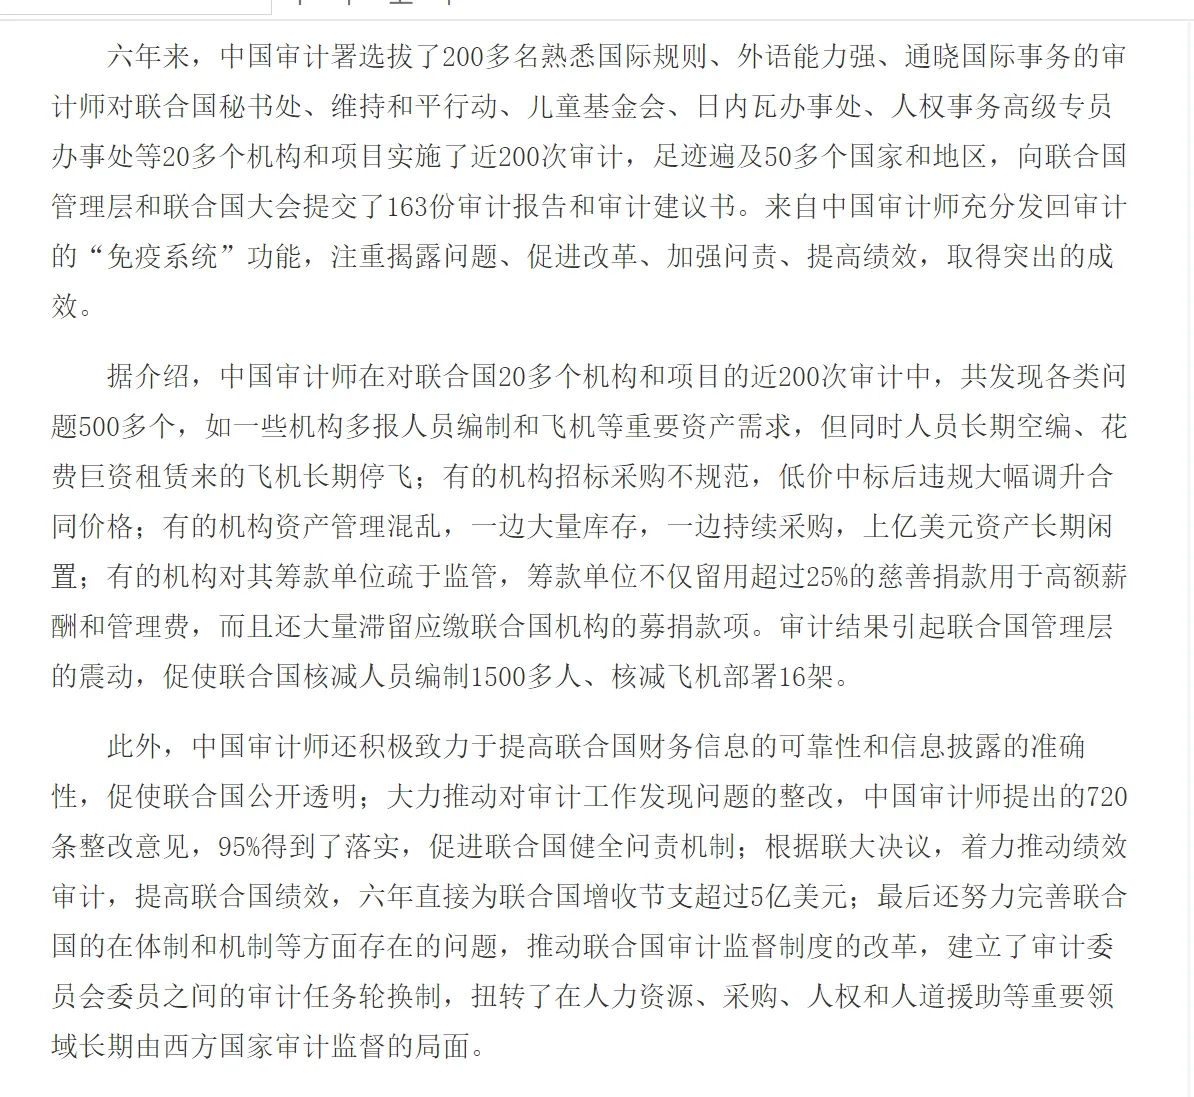 六年来，中国审计署选拔了200多名熟悉国际规则、外语能力强、通晓国际事务的审
计师对联合国秘书处、维持和平行动、儿童基金会、日内瓦办事处、人权事务高级专员
办事处等20多个机构和项目实施了近200次审计，足迹遍及50多个国家和地区，向联合国
管理层和联合国大会提交了163份审计报告和审计建议书。来自中国审计师充分发回审计
的“免疫系统”功能，注重揭露问题、促进改革、加强问责、提高绩效，取得突出的成
效。
据介绍，中国审计师在对联合国20多个机构和项目的近200次审计中，共发现各类问
题500多个，如一些机构多报人员编制和飞机等重要资产需求，但同时人员长期空编、花
费巨资租赁来的飞机长期停飞；有的机构招标采购不规范，低价中标后违规大幅调升合
同价格；有的机构资产管理混乱，一边大量库存，一边持续采购，上亿美元资产长期闲
置；有的机构对其筹款单位疏于监管，筹款单位不仅留用超过25%的慈善捐款用于高额薪
酬和管理费，而且还大量滞留应缴联合国机构的募捐款项。审计结果引起联合国管理层
的震动，促使联合国核减人员编制1500多人、核减飞机部署16架。
此外，中国审计师还积极致力于提高联合国财务信息的可靠性和信息披露的准确
性，促使联合国公开透明；大力推动对审计工作发现问题的整改，中国审计师提出的720
条整改意见，95%得到了落实，促进联合国健全问责机制；根据联大决议，着力推动绩效
审计，提高联合国绩效，六年直接为联合国增收节支超过5亿美元；最后还努力完善联合
国的在体制和机制等方面存在的问题，推动联合国审计监督制度的改革，建立了审计委
员会委员之间的审计任务轮换制，扭转了在人力资源、采购、人权和人道援助等重要领
域长期由西方国家审计监督的局面。